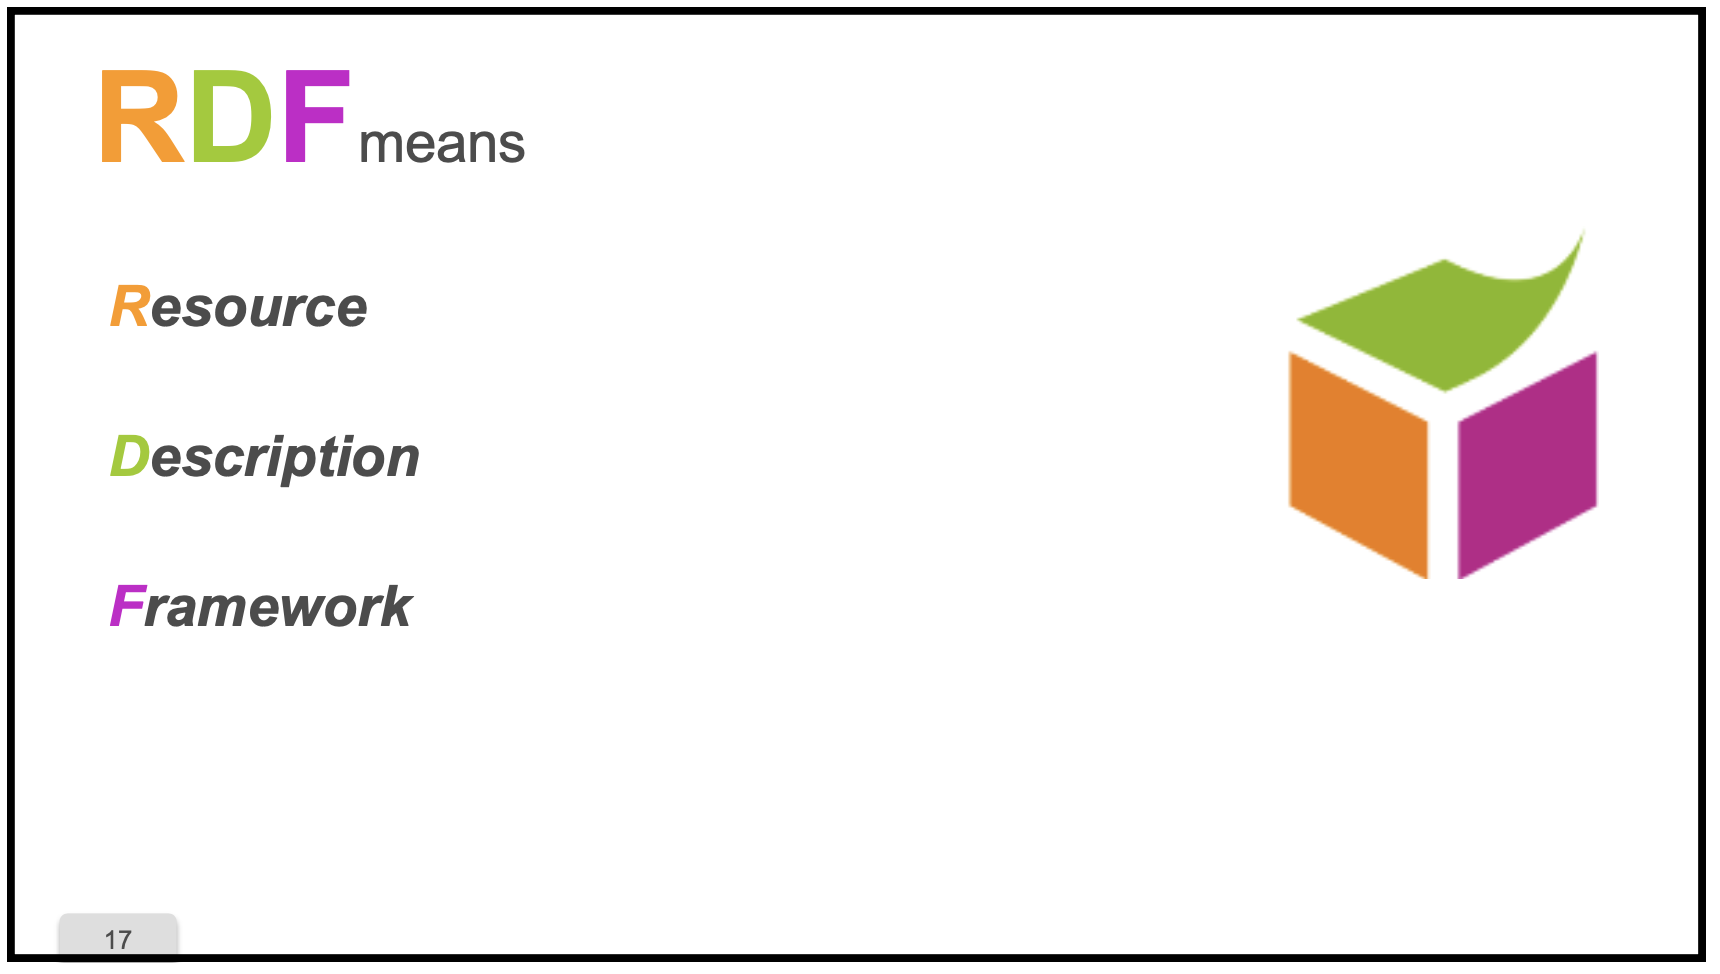 RDF means
Resource
Description
Framework
17